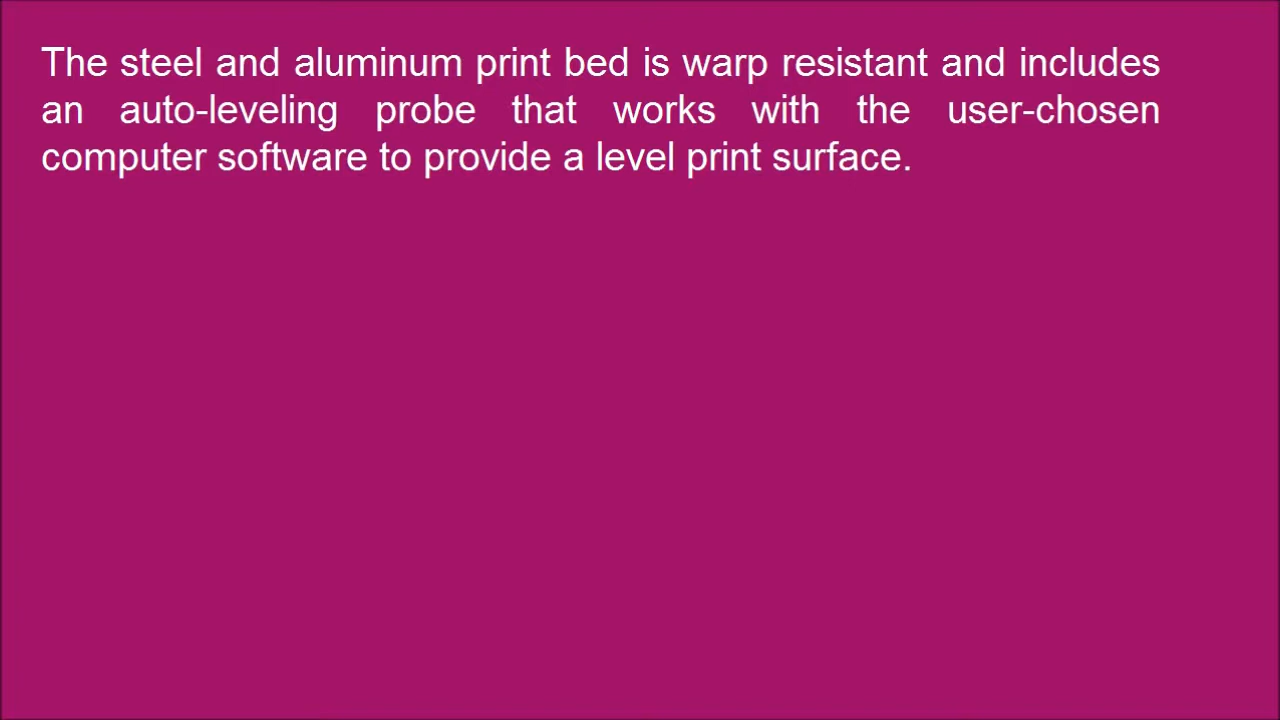 The steel and aluminum print bed is warp resistant and includes
an auto-leveling probe that works with the user-chosen
computer software to provide a level print surface.